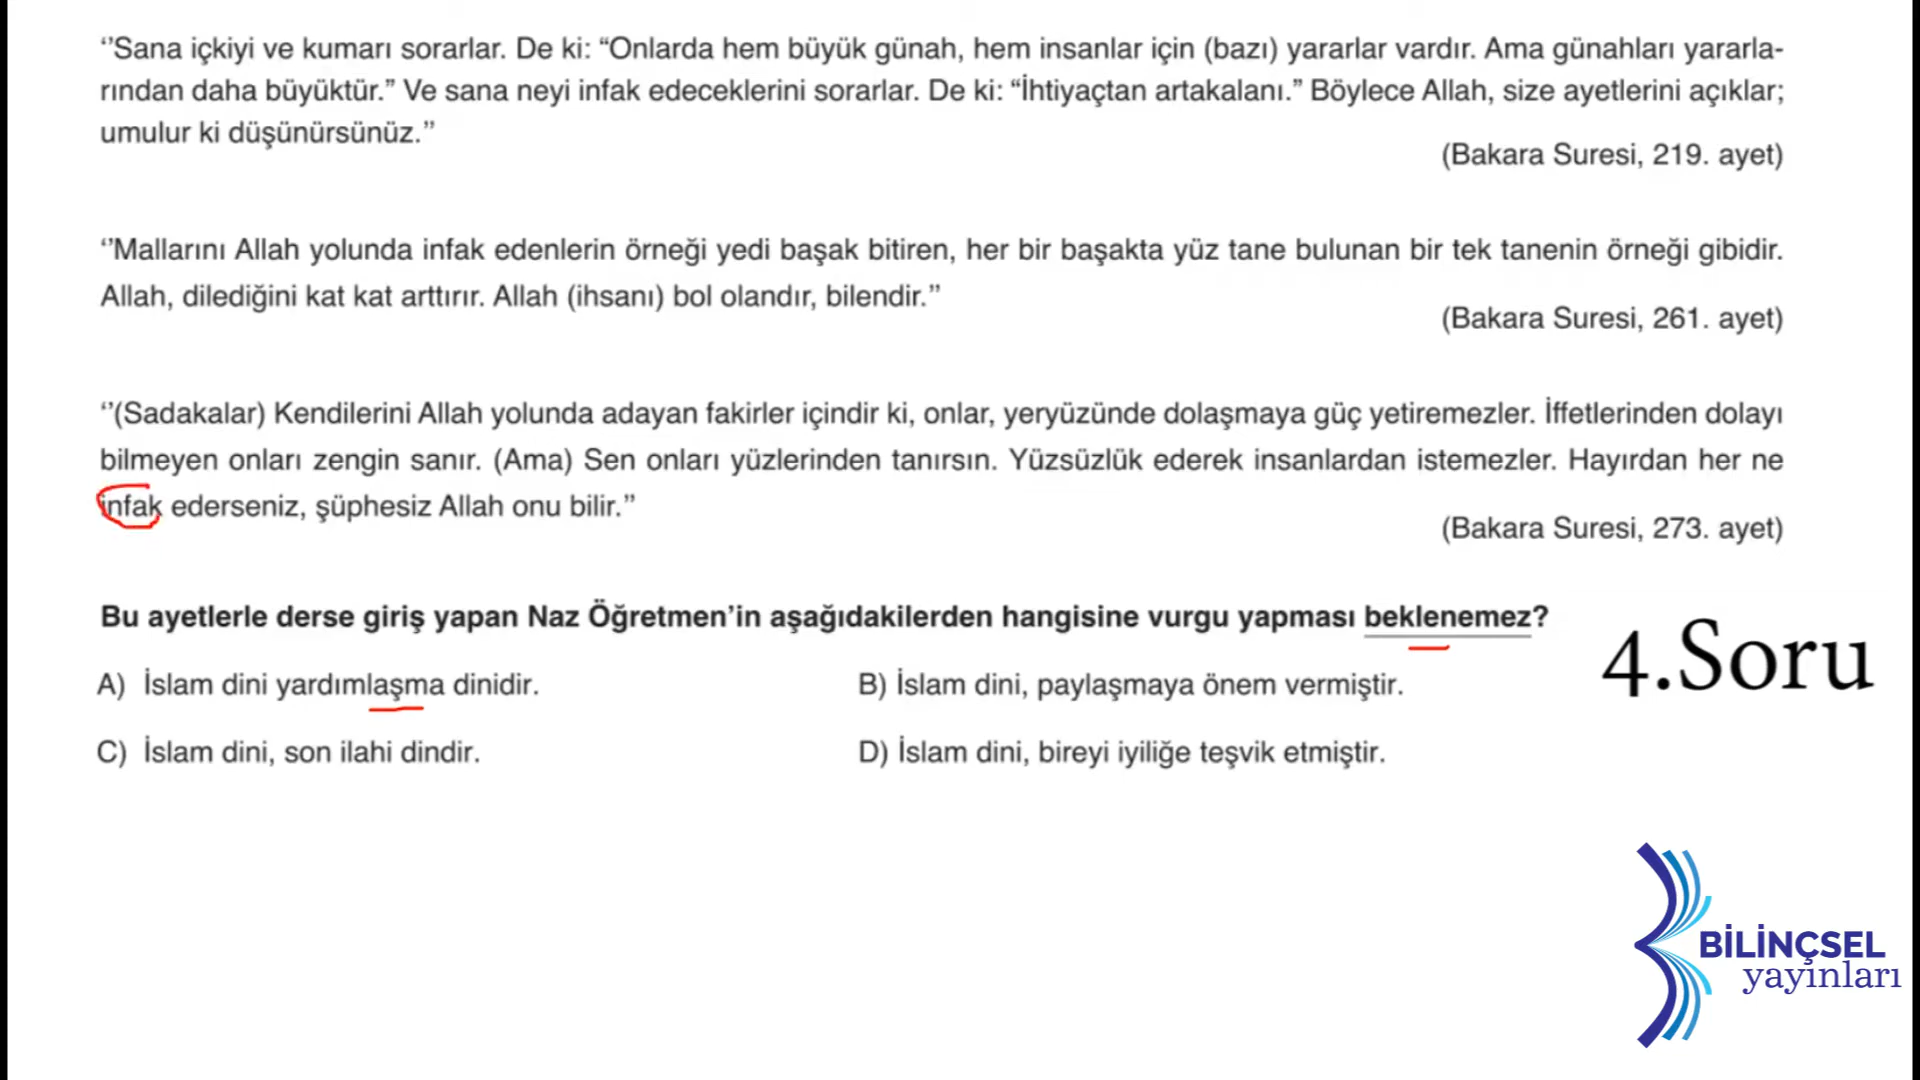 ‘’Sana içkiyi ve kumarı sorarlar. De ki: “Onlarda hem büyük günah, hem insanlar için (bazı) yararlar vardır. Ama günahları yararla-
rından daha büyüktür.” Ve sana neyi infak edeceklerini sorarlar. De ki: “İhtiyaçtan artakalanı.” Böylece Allah, size ayetlerini açıklar;
umulur ki düşünürsünüz.’’
(Bakara Suresi, 219. ayet)
‘’Mallarını Allah yolunda infak edenlerin örneği yedi başak bitiren, her bir başakta yüz tane bulunan bir tek tanenin örneği gibidir.
Allah, dilediğini kat kat arttırır. Allah (ihsanı) bol olandır, bilendir.’’
(Bakara Suresi, 261. ayet)
‘’(Sadakalar) Kendilerini Allah yolunda adayan fakirler içindir ki, onlar, yeryüzünde dolaşmaya güç yetiremezler. İffetlerinden dolayı
bilmeyen onları zengin sanır. (Ama) Sen onları yüzlerinden tanırsın. Yüzsüzlük ederek insanlardan istemezler. Hayırdan her ne
infak ederseniz, şüphesiz Allah onu bilir.’’
(Bakara Suresi, 273. ayet)
Bu ayetlerle derse giriş yapan Naz Öğretmen’in aşağıdakilerden hangisine vurgu yapması beklenemez?
4.Soru
A) İslam dini yardımlaşma dinidir.
B) İslam dini, paylaşmaya önem vermiştir.
C) İslam dini, son ilahi dindir.
D) İslam dini, bireyi iyiliğe teşvik etmiştir.
BİLİNÇSEL
yayınları